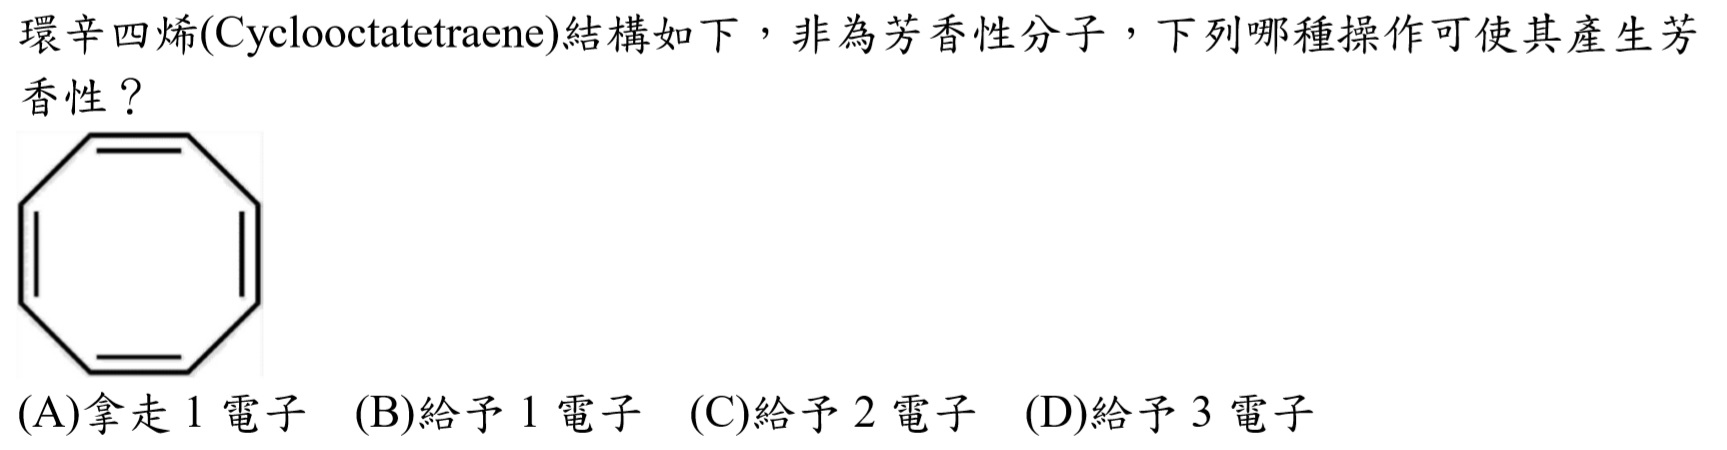 環辛四烯(Cyclooctatetraene)結構如下，非為芳香性分子，下列哪種操作可使其產生芳
香性？
(A)拿走 1 電子 (B)給予 1 電子 (C)給予 2 電子 (D)給予 3 電子